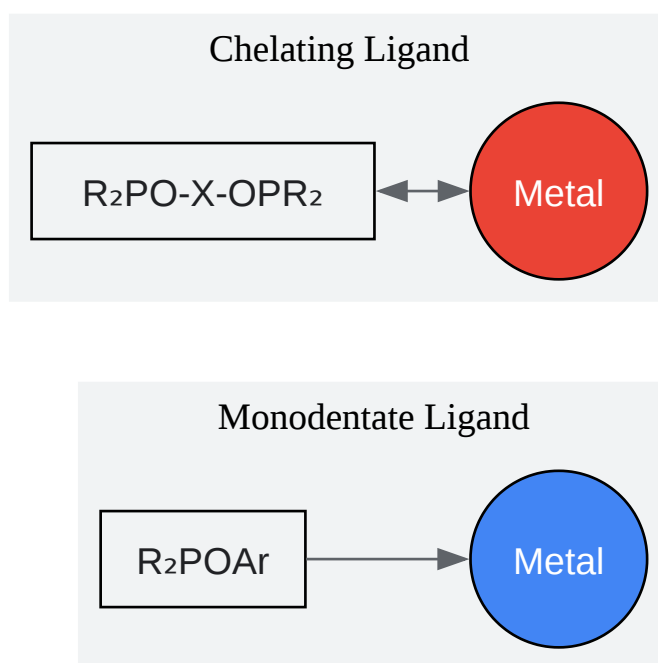 Chelating Ligand
R₂PO-X-OPR₂
Metal
Monodentate Ligand
R₂POAr
Metal